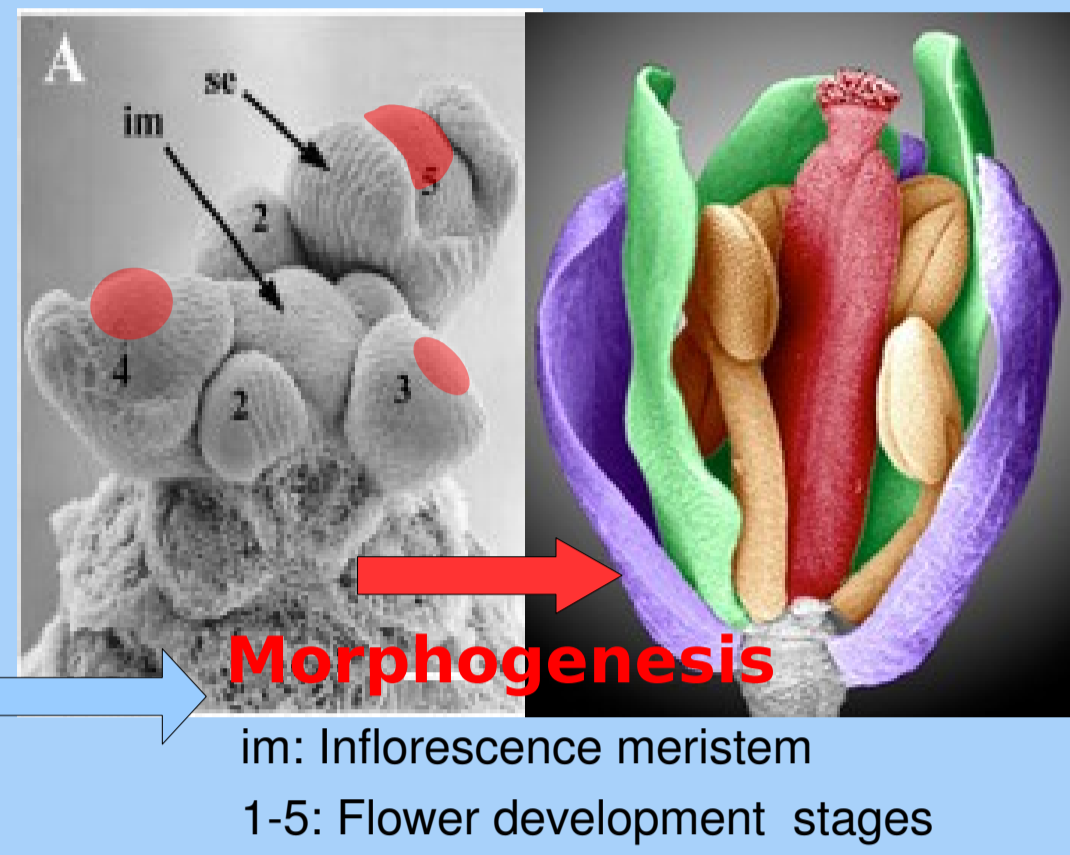 A
se
im
5
2
4
2
3
Morphogenesis
im: Inflorescence meristem
1-5: Flower development stages